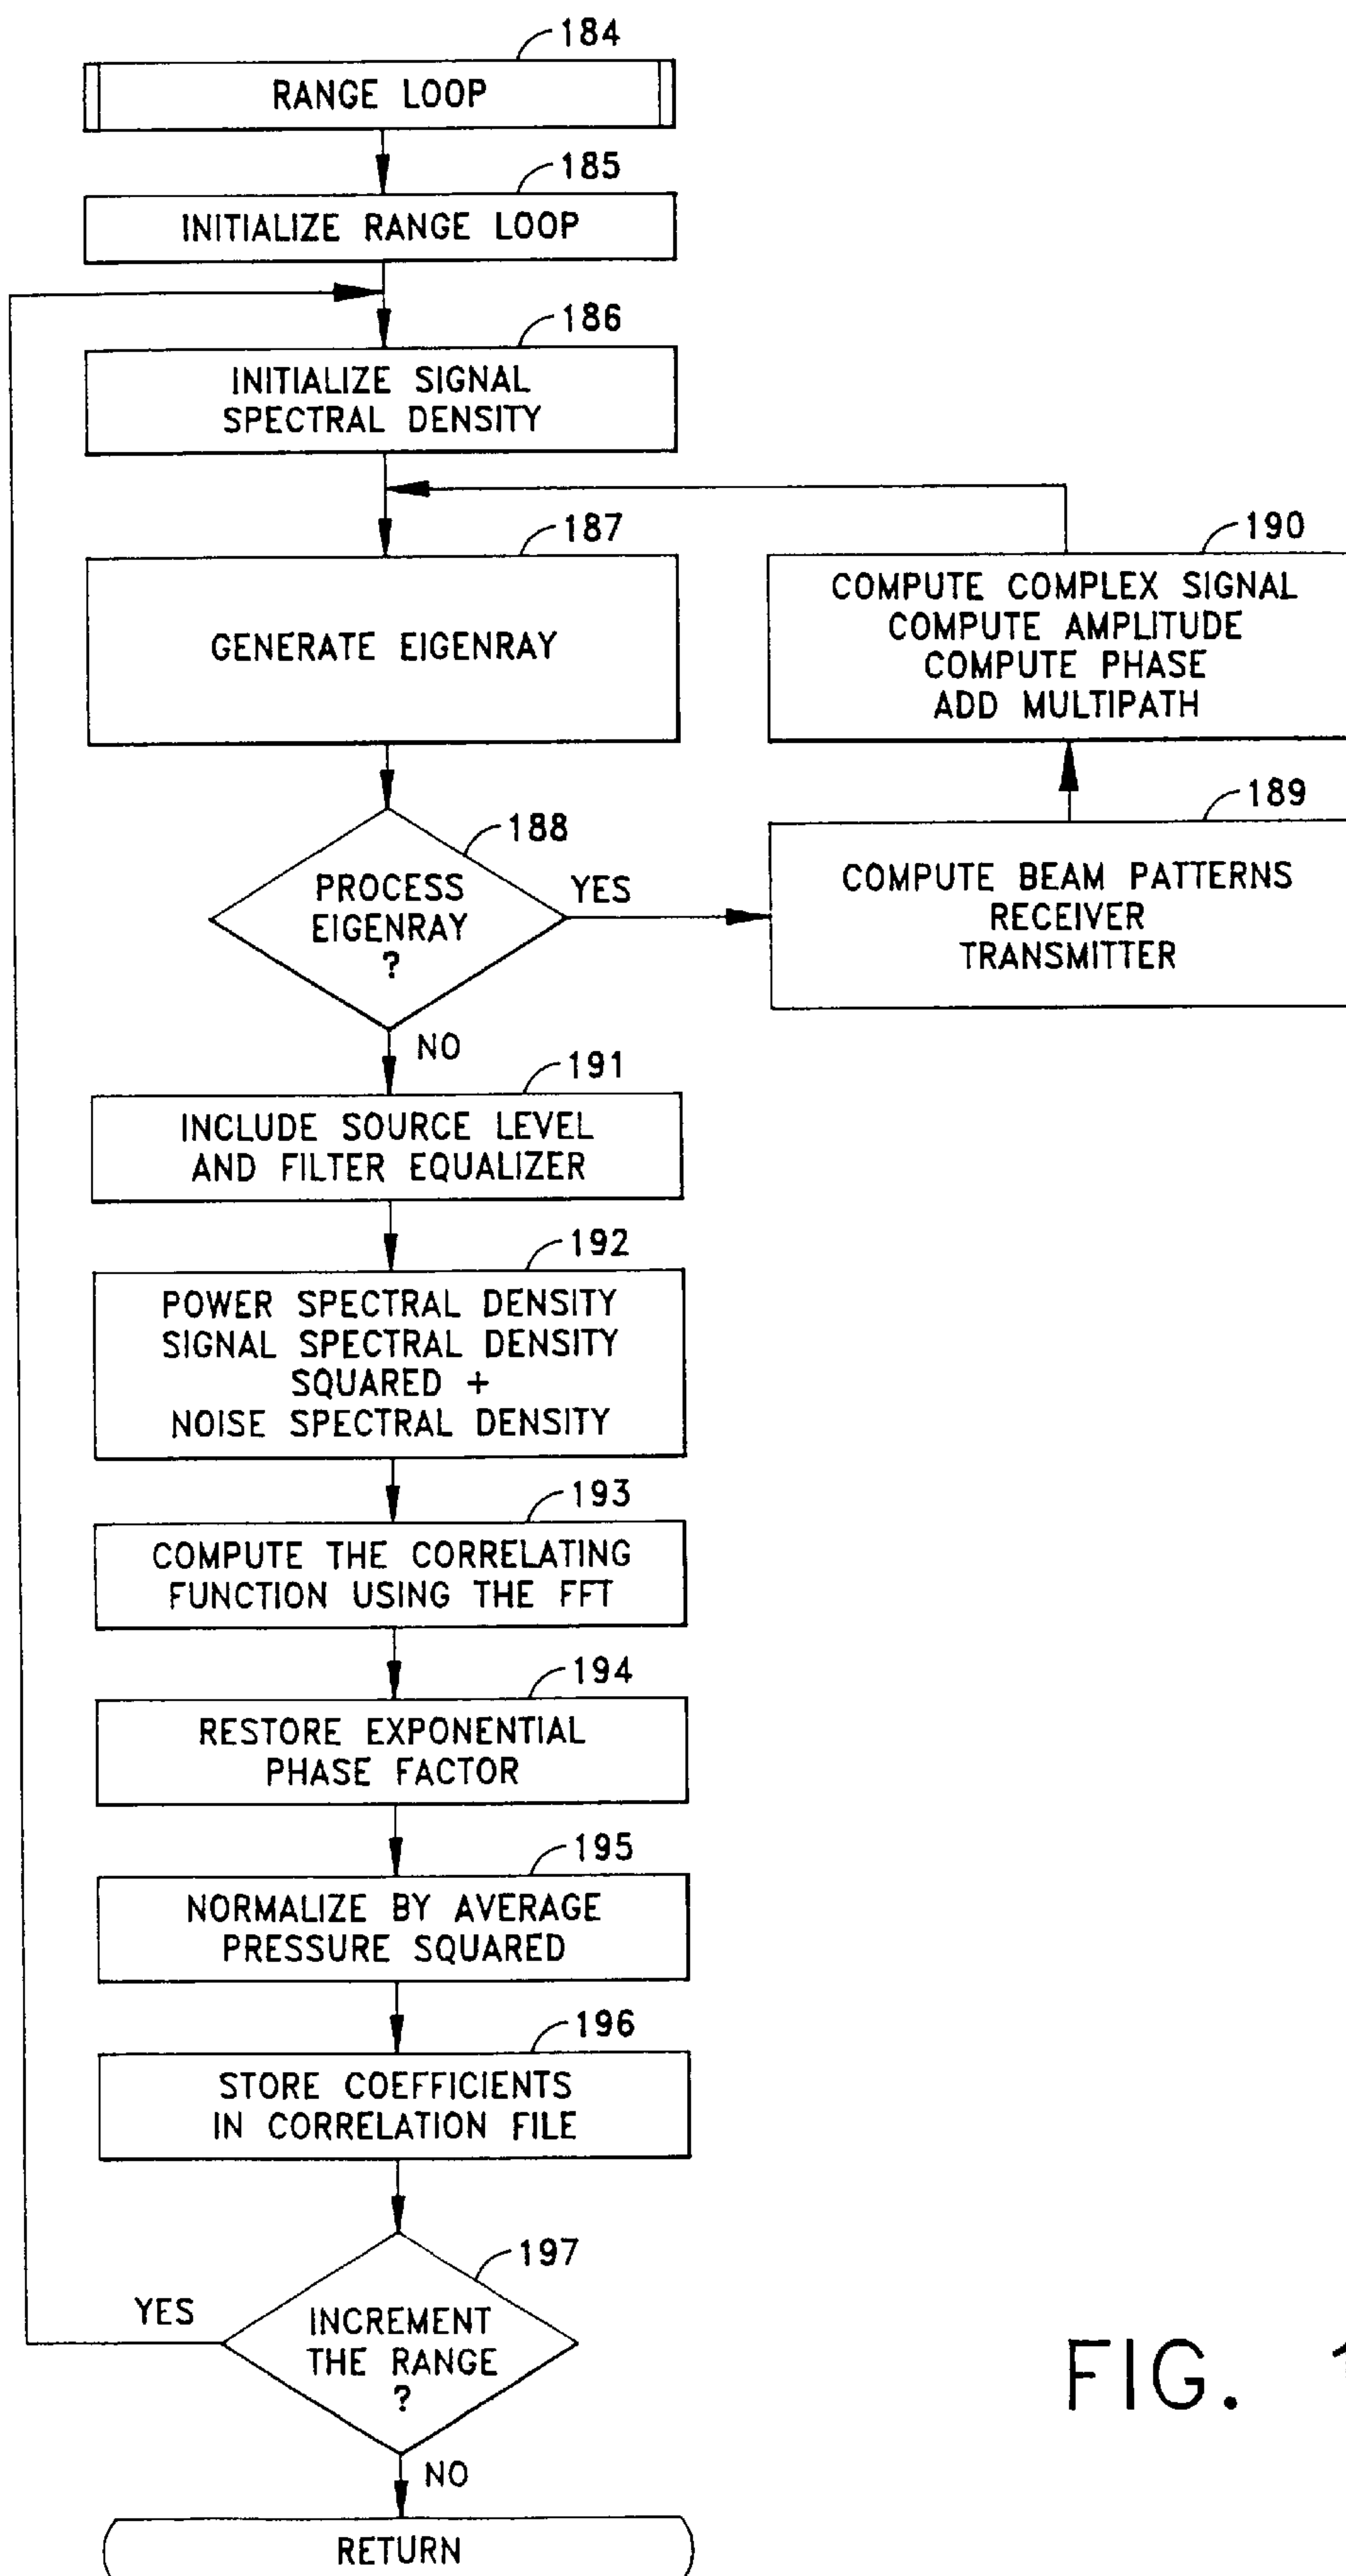 184
RANGE LOOP
185
INITIALIZE RANGE LOOP
186
INITIALIZE SIGNAL
SPECTRAL DENSITY
187
GENERATE EIGENRAY
190
COMPUTE COMPLEX SIGNAL
COMPUTE AMPLITUDE
COMPUTE PHASE
ADD MULTIPATH
188
PROCESS
EIGENRAY
?
YES
189
COMPUTE BEAM PATTERNS
RECEIVER
TRANSMITTER
NO
191
INCLUDE SOURCE LEVEL
AND FILTER EQUALIZER
192
POWER SPECTRAL DENSITY
SIGNAL SPECTRAL DENSITY
SQUARED +
NOISE SPECTRAL DENSITY
193
COMPUTE THE CORRELATING
FUNCTION USING THE FFT
194
RESTORE EXPONENTIAL
PHASE FACTOR
195
NORMALIZE BY AVERAGE
PRESSURE SQUARED
196
STORE COEFFICIENTS
IN CORRELATION FILE
197
YES
INCREMENT
THE RANGE
?
FIG.
NO
RETURN